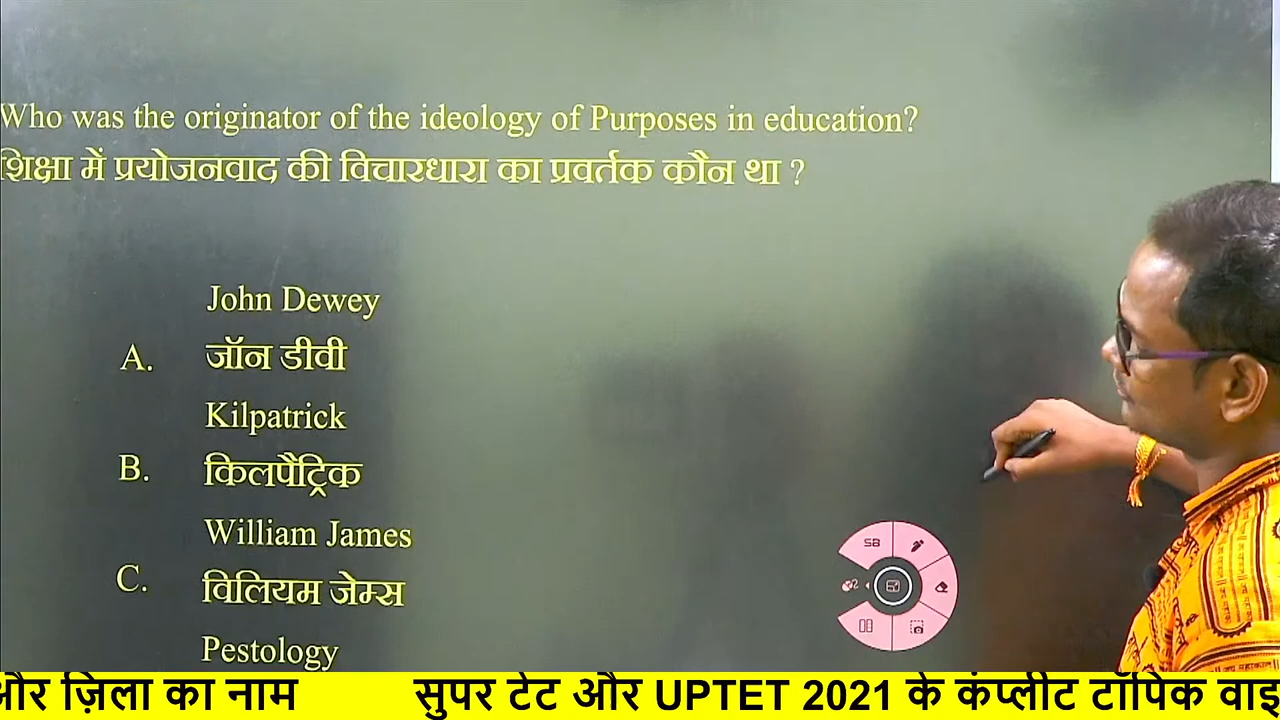 Who was the originator of the ideology of Purposes in education?
शिक्षा में प्रयोजनवाद की विचारधारा का प्रवर्तक कौन था ?
John Dewey
A. जॉन डीवी
Kilpatrick
B. किलपैट्रिक
William James
C. विलियम जेम्स
Pestology
SB
और ज़िला का नाम सुपर टेट और UPTET 2021 के कंप्लीट टॉपिक वाइ